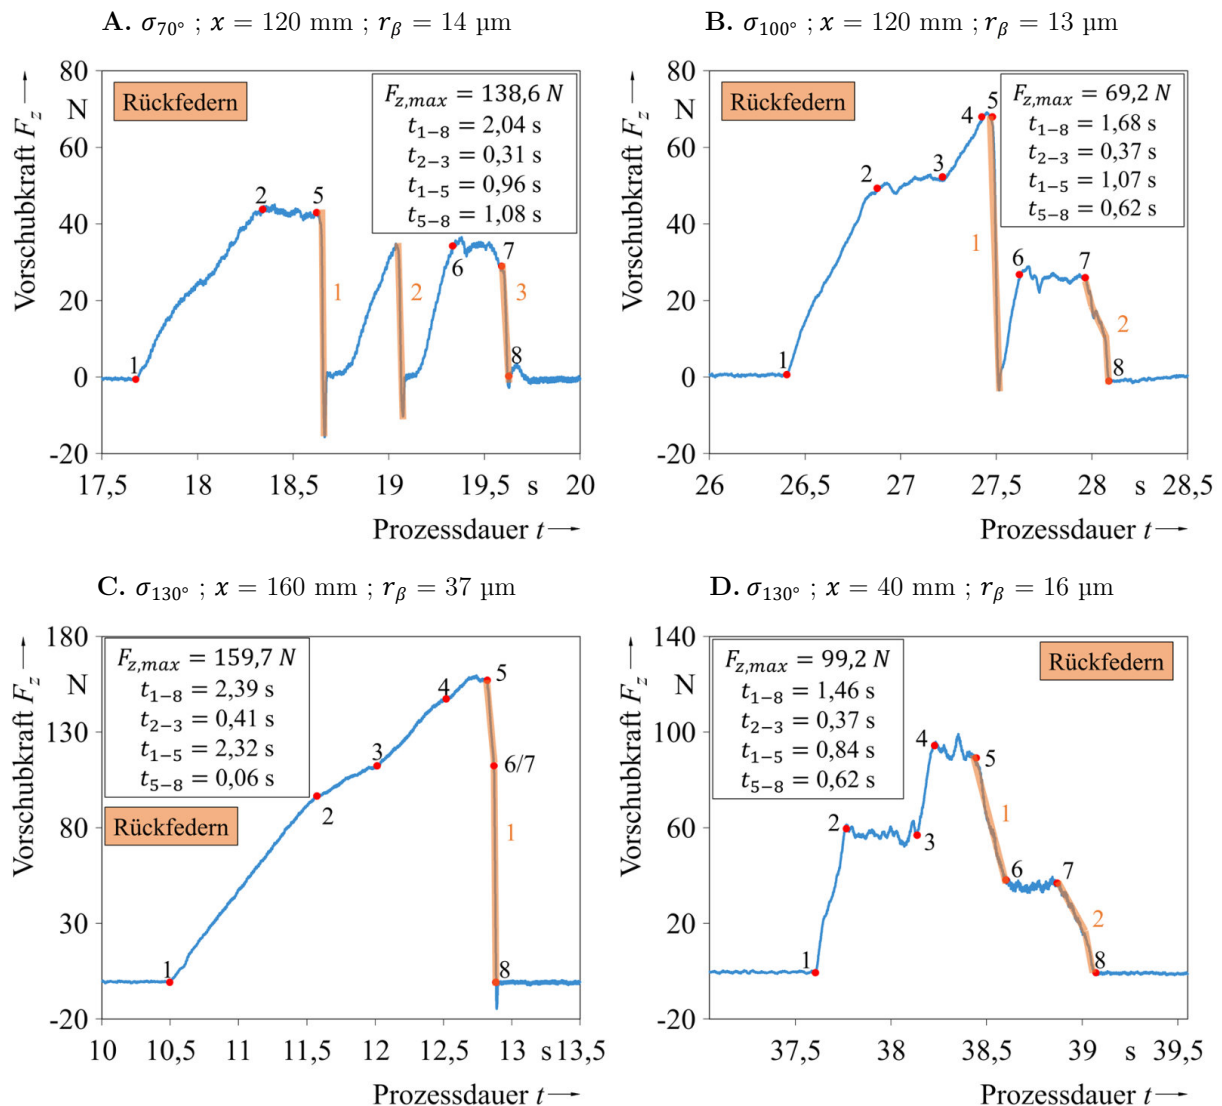 A. σ70° ; x = 120 mm ; rβ = 14 µm
Vorschubkraft Fz
80
N
60
40
20
0
-20
Rückfedern
Fz,max = 138,6 N
t1−8 = 2,04 s
t2−3 = 0,31 s
t1−5 = 0,96 s
t5−8 = 1,08 s
1
2
5
6
7
8
1
2
3
17,5 18 18,5 19 19,5 s 20
Prozessdauer t
B. σ100° ; x = 120 mm ; rβ = 13 µm
Vorschubkraft Fz
80
N
60
40
20
0
-20
Rückfedern
Fz,max = 69,2 N
t1−8 = 1,68 s
t2−3 = 0,37 s
t1−5 = 1,07 s
t5−8 = 0,62 s
1
2
3
4
5
6
7
8
1
2
26 26,5 27 27,5 28 s 28,5
Prozessdauer t
C. σ130° ; x = 160 mm ; rβ = 37 µm
Vorschubkraft Fz
180
N
130
80
30
-20
Fz,max = 159,7 N
t1−8 = 2,39 s
t2−3 = 0,41 s
t1−5 = 2,32 s
t5−8 = 0,06 s
Rückfedern
1
2
3
4
5
6/7
8
1
10 10,5 11 11,5 12 12,5 13 s 13,5
Prozessdauer t
D. σ130° ; x = 40 mm ; rβ = 16 µm
Vorschubkraft Fz
140
N
100
60
20
-20
Fz,max = 99,2 N
t1−8 = 1,46 s
t2−3 = 0,37 s
t1−5 = 0,84 s
t5−8 = 0,62 s
Rückfedern
1
2
3
4
5
6
7
8
1
2
37,5 38 38,5 39 s 39,5
Prozessdauer t